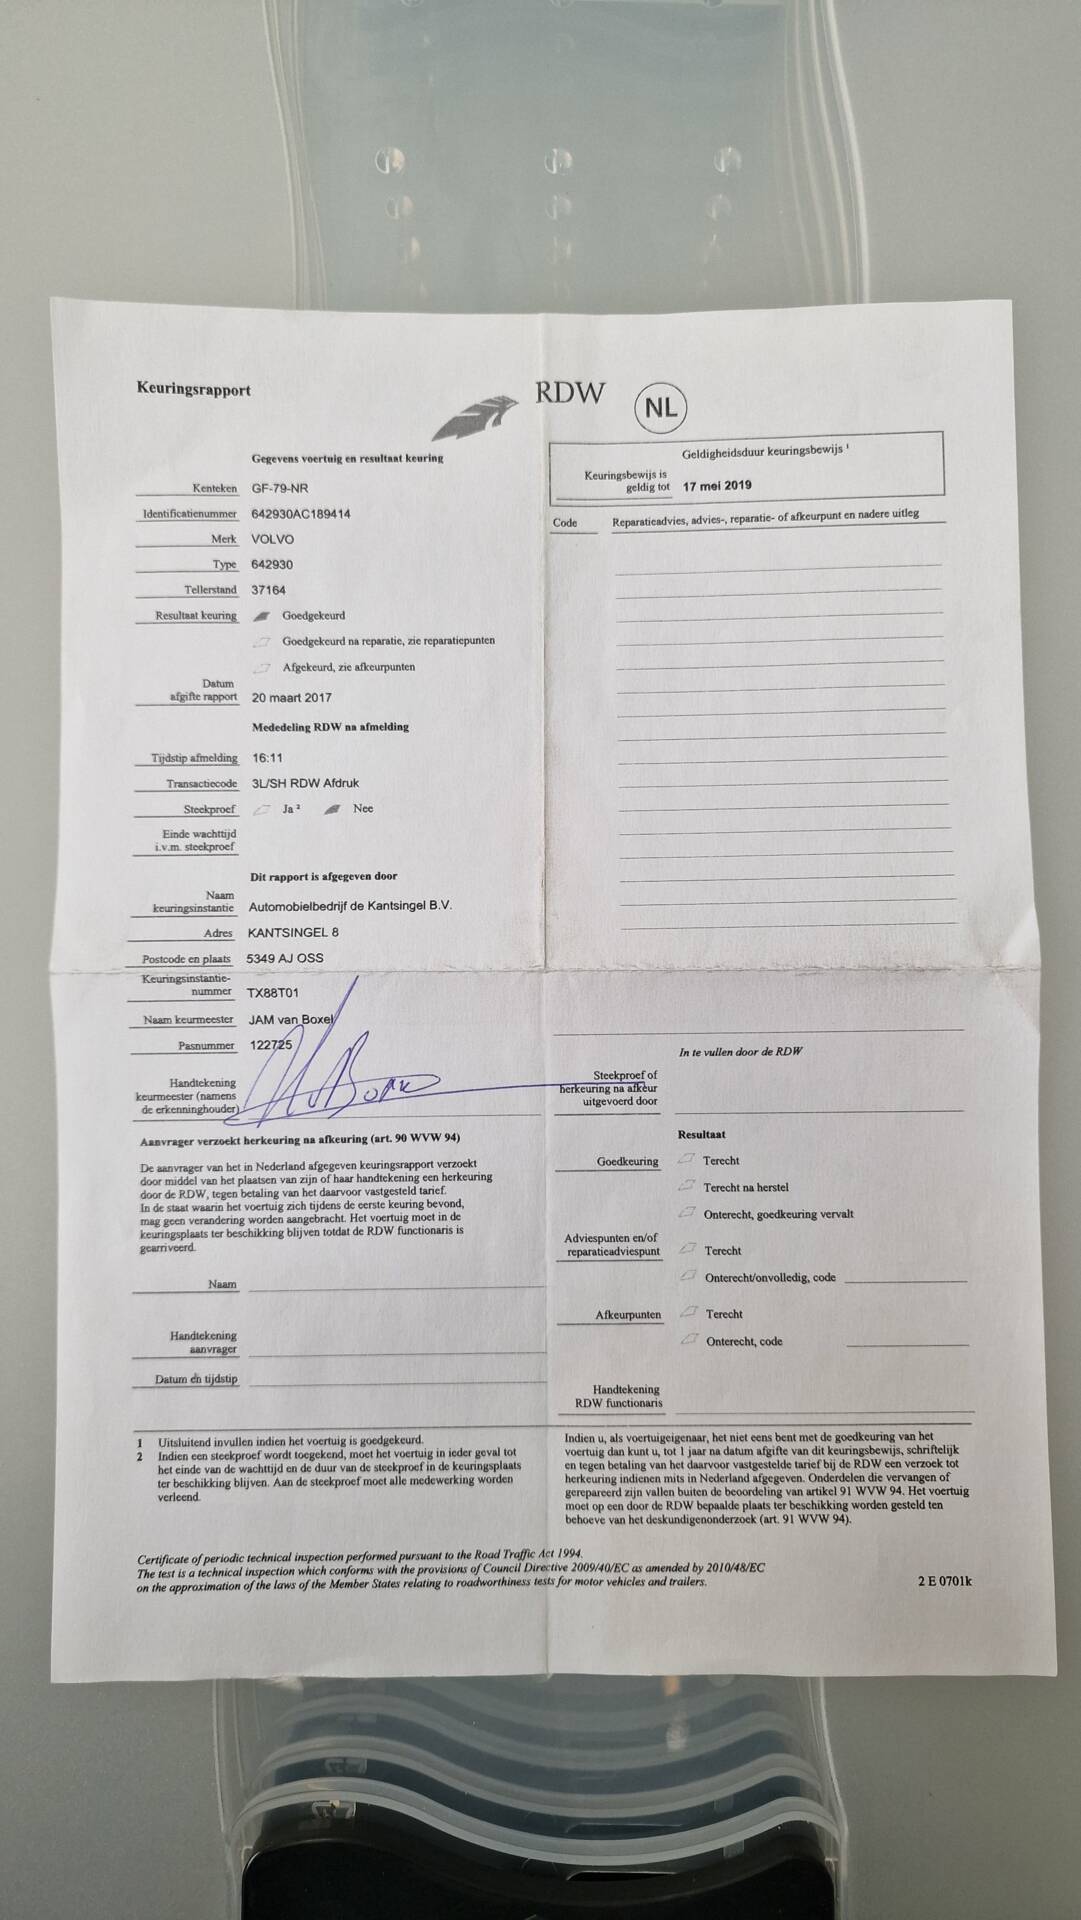 Keuringsrapport
RDW
NL
Gegevens voertuig en resultaat keuring
Kenteken GF-79-NR
Identificatienummer 642930AC189414
Merk VOLVO
Type 642930
Tellerstand 37164
Resultaat keuring Goedgekeurd
Goedgekeurd na reparatie, zie reparatiepunten
Afgekeurd, zie afkeurpunten
Datum
afgifte rapport 20 maart 2017
Mededeling RDW na afmelding
Tijdstip afmelding 16:11
Transactiecode 3L/SH RDW Afdruk
Steekproef Ja ² Nee
Einde wachttijd
i.v.m. steekproef
Dit rapport is afgegeven door
Naam
keuringsinstantie Automobielbedrijf de Kantsingel B.V.
Adres KANTSINGEL 8
Postcode en plaats 5349 AJ OSS
Keuringsinstantie-
nummer TX88T01
Naam keurmeester JAM van Boxel
Pasnummer 122725
Handtekening
keurmeester (namens
de erkenninghouder)
Aanvrager verzoekt herkeuring na afkeuring (art. 90 WVW 94)
De aanvrager van het in Nederland afgegeven keuringsrapport verzoekt
door middel van het plaatsen van zijn of haar handtekening een herkeuring
door de RDW, tegen betaling van het daarvoor vastgesteld tarief.
In de staat waarin het voertuig zich tijdens de eerste keuring bevond,
mag geen verandering worden aangebracht. Het voertuig moet in de
keuringsplaats ter beschikking blijven totdat de RDW functionaris is
gearriveerd.
Naam
Handtekening
aanvrager
Datum en tijdstip
Geldigheidsduur keuringsbewijs ¹
Keuringsbewijs is
geldig tot 17 mei 2019
Code Reparatieadvies, advies-, reparatie- of afkeurpunt en nadere uitleg
In te vullen door de RDW
Steekproef of
herkeuring na afkeur
uitgevoerd door
Resultaat
Goedkeuring Terecht
Terecht na herstel
Onterecht, goedkeuring vervalt
Adviespunten en/of
reparatieadviespunt Terecht
Onterecht/onvolledig, code
Afkeurpunten Terecht
Onterecht, code
Handtekening
RDW functionaris
1 Uitsluitend invullen indien het voertuig is goedgekeurd.
2 Indien een steekproef wordt toegekend, moet het voertuig in ieder geval tot
het einde van de wachttijd en de duur van de steekproef in de keuringsplaats
ter beschikking blijven. Aan de steekproef moet alle medewerking worden
verleend.
Indien u, als voertuigeigenaar, het niet eens bent met de goedkeuring van het
voertuig dan kunt u, tot 1 jaar na datum afgifte van dit keuringsbewijs, schriftelijk
en tegen betaling van het daarvoor vastgestelde tarief bij de RDW een verzoek tot
herkeuring indienen mits in Nederland afgegeven. Onderdelen die vervangen of
gerepareerd zijn vallen buiten de beoordeling van artikel 91 WVW 94. Het voertuig
moet op een door de RDW bepaalde plaats ter beschikking worden gesteld ten
behoeve van het deskundigenonderzoek (art. 91 WVW 94).
Certificate of periodic technical inspection performed pursuant to the Road Traffic Act 1994.
The test is a technical inspection which conforms with the provisions of Council Directive 2009/40/EC as amended by 2010/48/EC
on the approximation of the laws of the Member States relating to roadworthiness tests for motor vehicles and trailers.
2 E 0701k